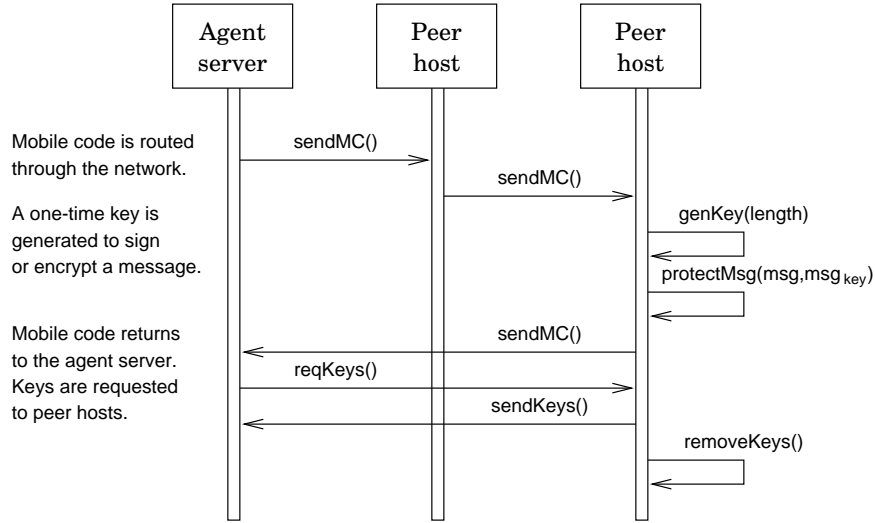 Agent
server
Peer
host
Peer
host
Mobile code is routed
through the network.
sendMC()
sendMC()
A one-time key is
generated to sign
or encrypt a message.
genKey(length)
protectMsg(msg,msg key)
Mobile code returns
to the agent server.
Keys are requested
to peer hosts.
sendMC()
reqKeys()
sendKeys()
removeKeys()